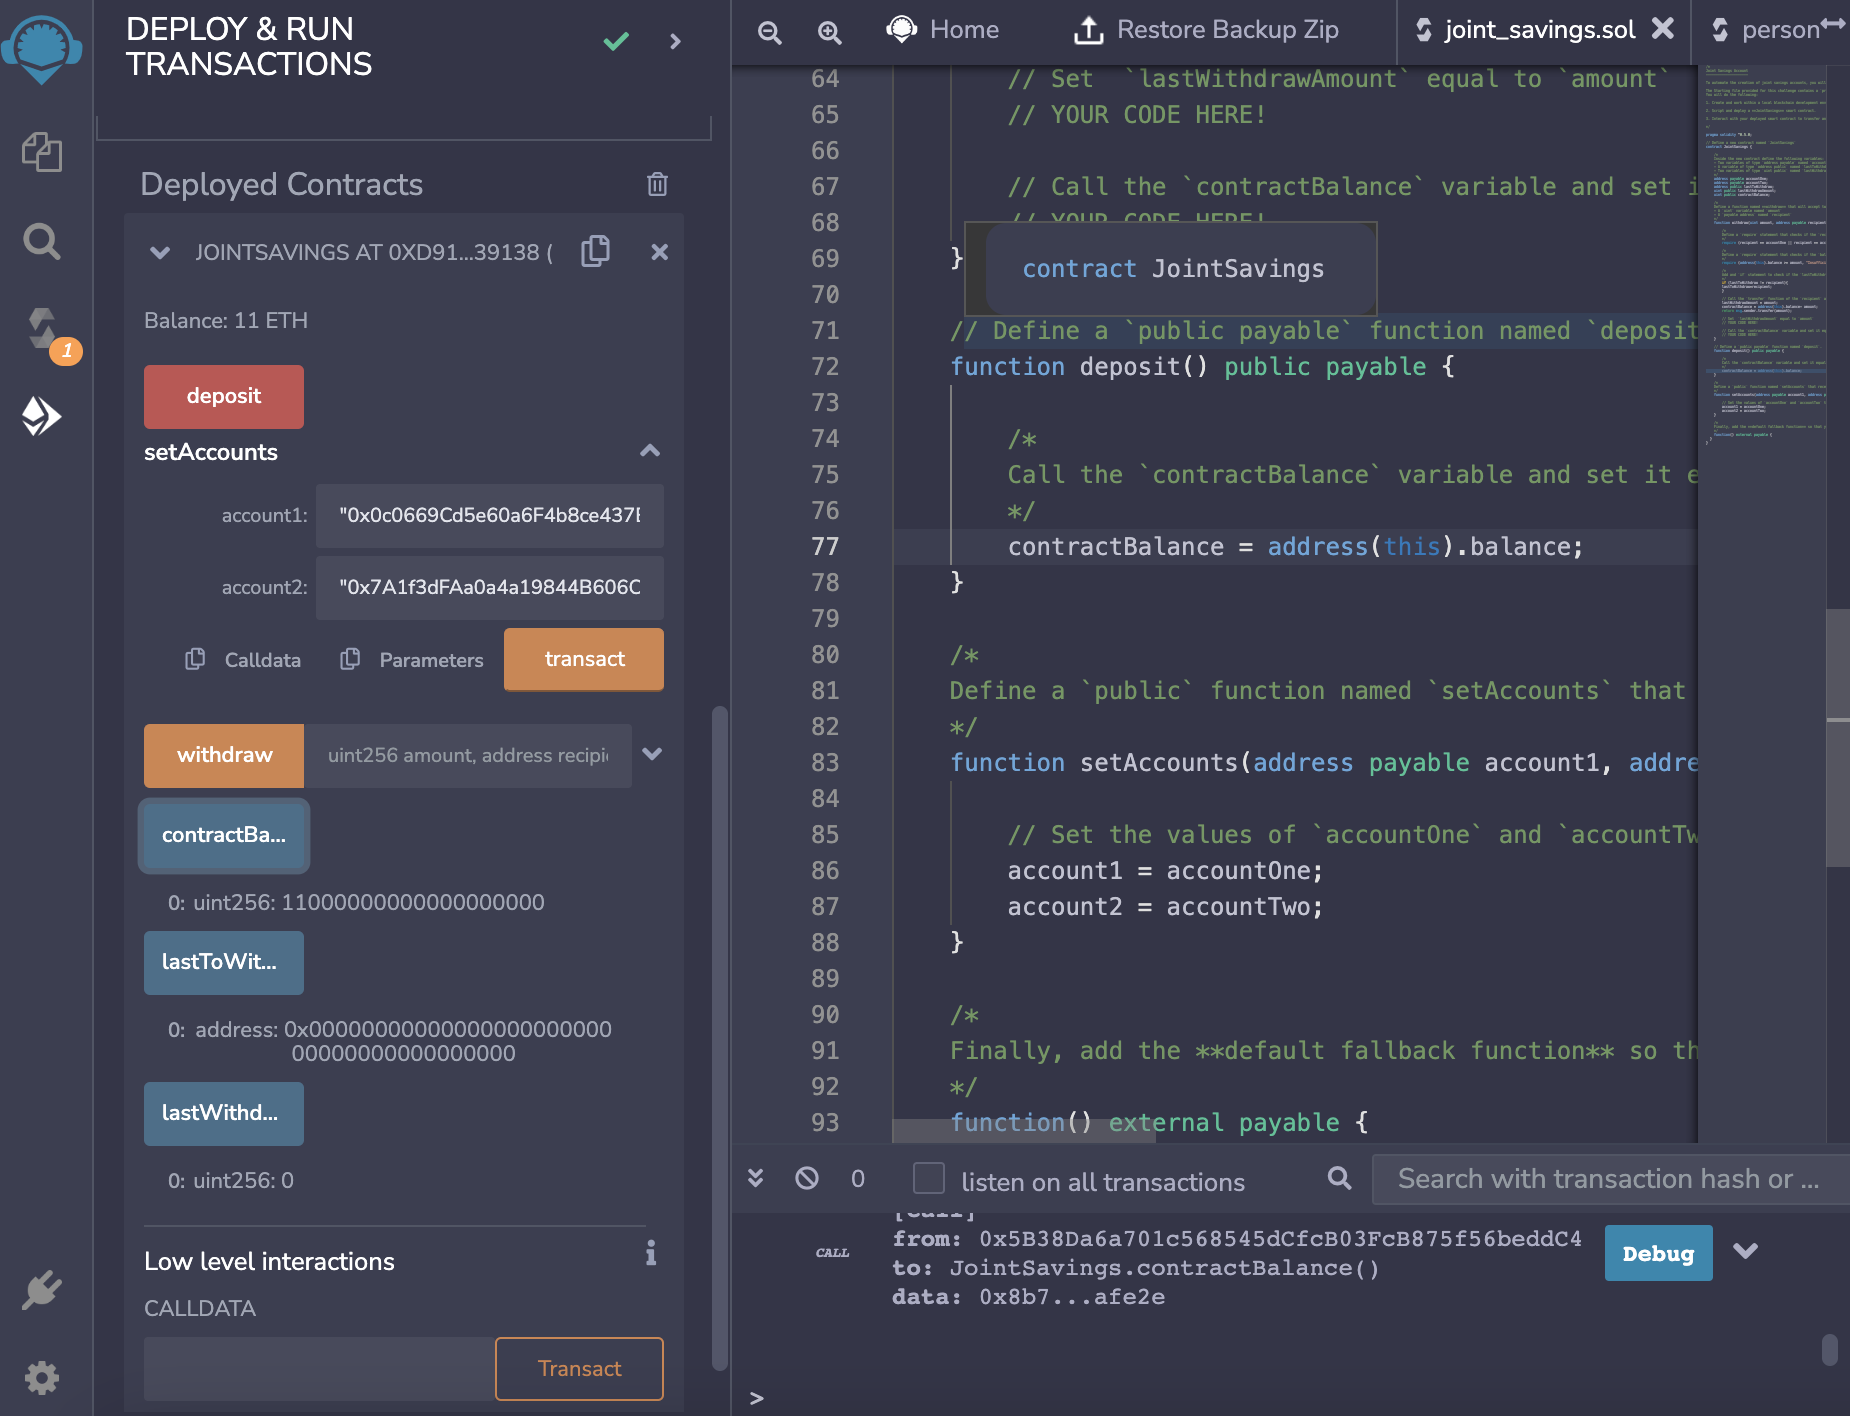 DEPLOY & RUN
TRANSACTIONS
Home
Restore Backup Zip
joint_savings.sol
person
1
Deployed Contracts
JOINTSAVINGS AT 0XD91...39138 (
Balance: 11 ETH
deposit
setAccounts
account1:
"0x0c0669Cd5e60a6F4b8ce437E
account2:
"0x7A1f3dFAa0a4a19844B606C
Calldata
Parameters
transact
withdraw
uint256 amount, address recipi
contractBa...
0: uint256: 11000000000000000000
lastToWit...
0: address: 0x00000000000000000000000
00000000000000000
lastWithd...
0: uint256: 0
Low level interactions
i
CALLDATA
Transact
64 // Set `lastWithdrawAmount` equal to `amount`
65 // YOUR CODE HERE!
66
67 // Call the `contractBalance` variable and set i
68 // YOUR CODE HERE!
69 }
contract JointSavings
70
71 // Define a `public payable` function named `deposit
72 function deposit() public payable {
73
74 /*
75 Call the `contractBalance` variable and set it e
76 */
77 contractBalance = address(this).balance;
78 }
79
80 /*
81 Define a `public` function named `setAccounts` that
82 */
83 function setAccounts(address payable account1, addre
84
85 // Set the values of `accountOne` and `accountTw
86 account1 = accountOne;
87 account2 = accountTwo;
88 }
89
90 /*
91 Finally, add the **default fallback function** so th
92 */
93 function() external payable {
0
listen on all transactions
Search with transaction hash or ...
[call]
CALL
from: 0x5B38Da6a701c568545dCfcB03FcB875f56beddC4
to: JointSavings.contractBalance()
data: 0x8b7...afe2e
Debug
>